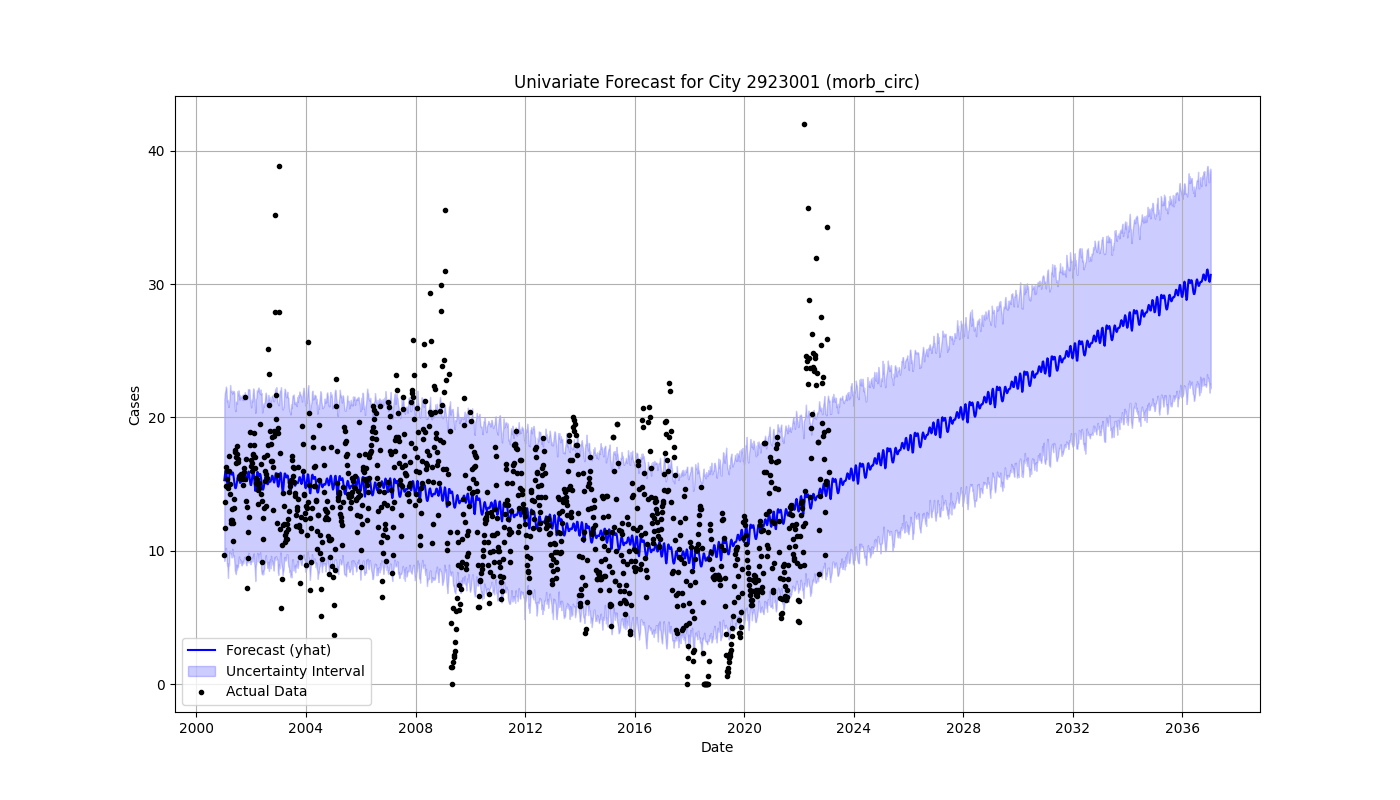 Univariate Forecast for City 2923001 (morb_circ)
40
30
20
10
0
Cases
Forecast (yhat)
Uncertainty Interval
Actual Data
2000 2004 2008 2012 2016 2020 2024 2028 2032 2036
Date